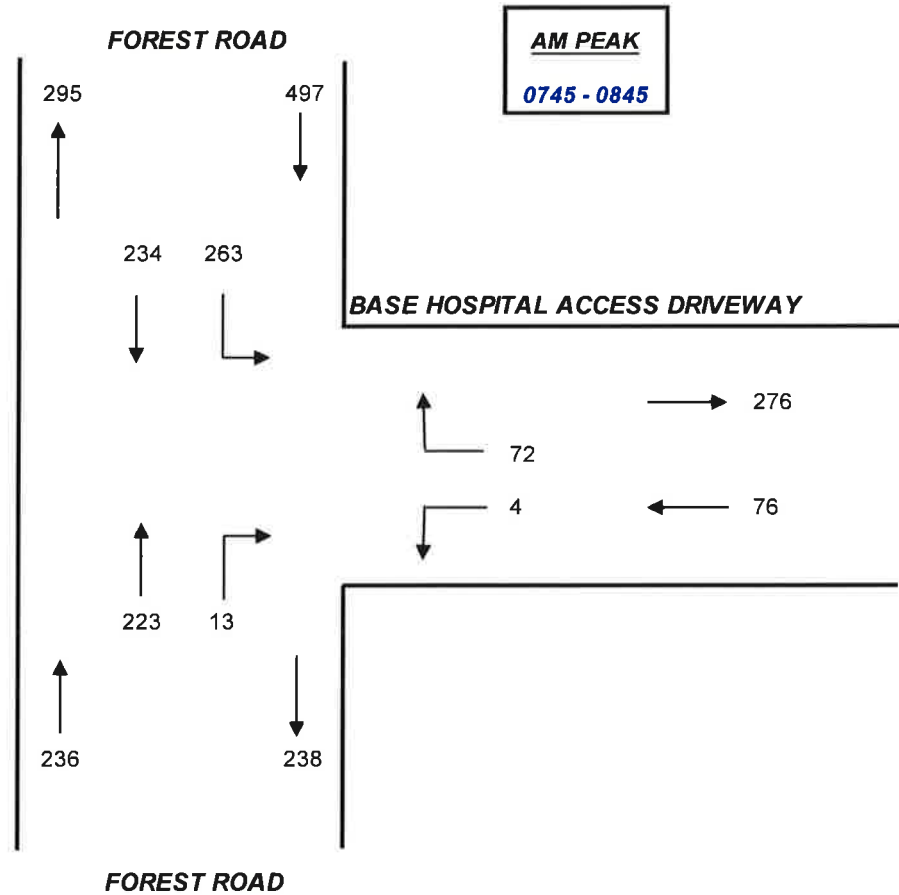 FOREST ROAD
AM PEAK
0745 - 0845
295
497
234 263
BASE HOSPITAL ACCESS DRIVEWAY
276
72
4
76
223 13
236
238
FOREST ROAD